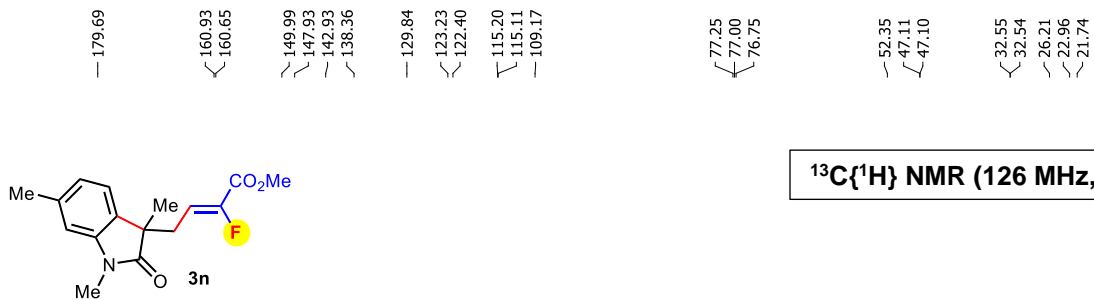 179.69
160.93
160.65
149.99
147.93
142.93
138.36
129.84
123.23
122.40
115.20
115.11
109.17
77.25
77.00
76.75
52.35
47.11
47.10
32.55
32.54
26.21
22.96
21.74
CO2Me
Me
Me
F
N
O
Me
3n
¹³C{¹H} NMR (126 MHz,